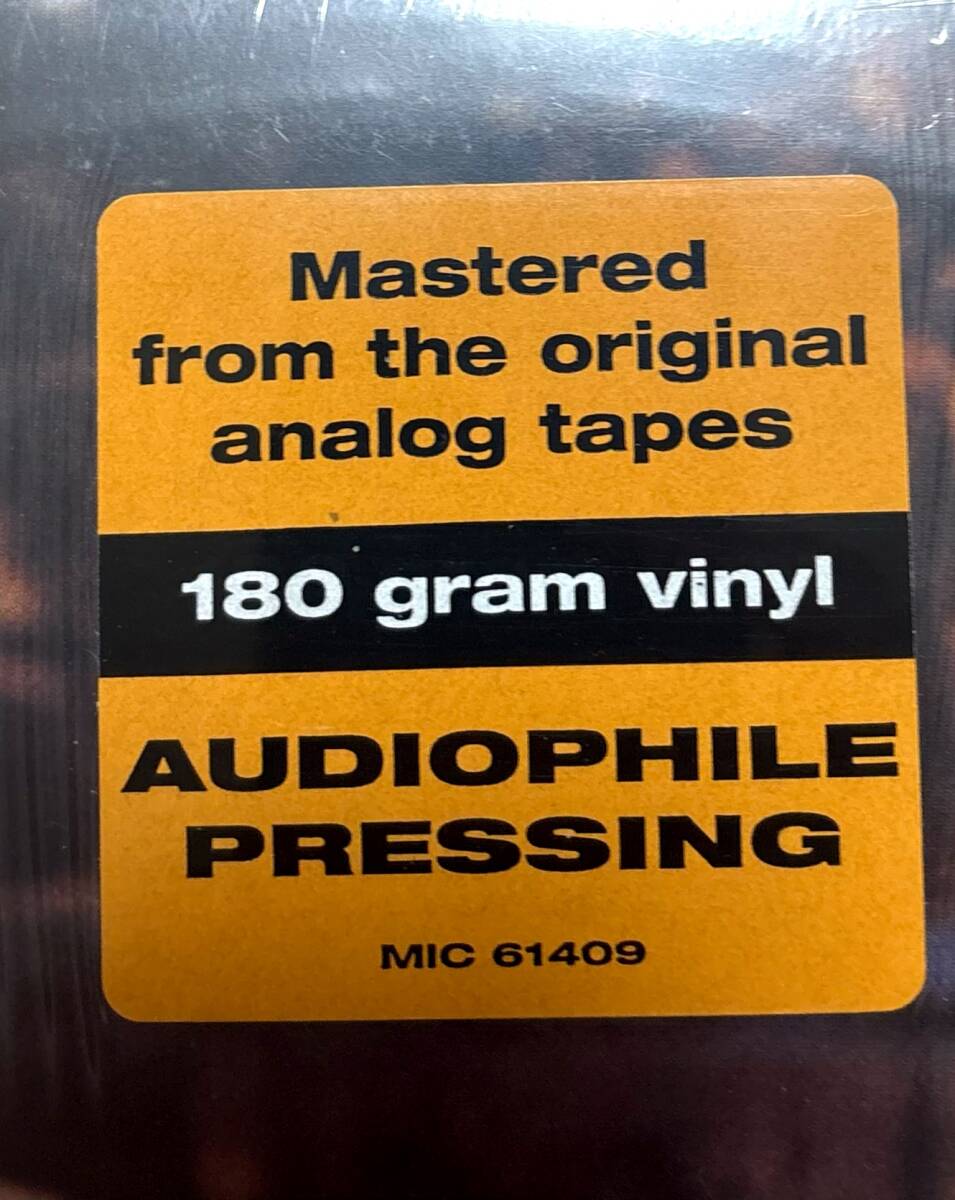 Mastered
from the original
analog tapes
180 gram vinyl
AUDIOPHILE
PRESSING
MIC 61409